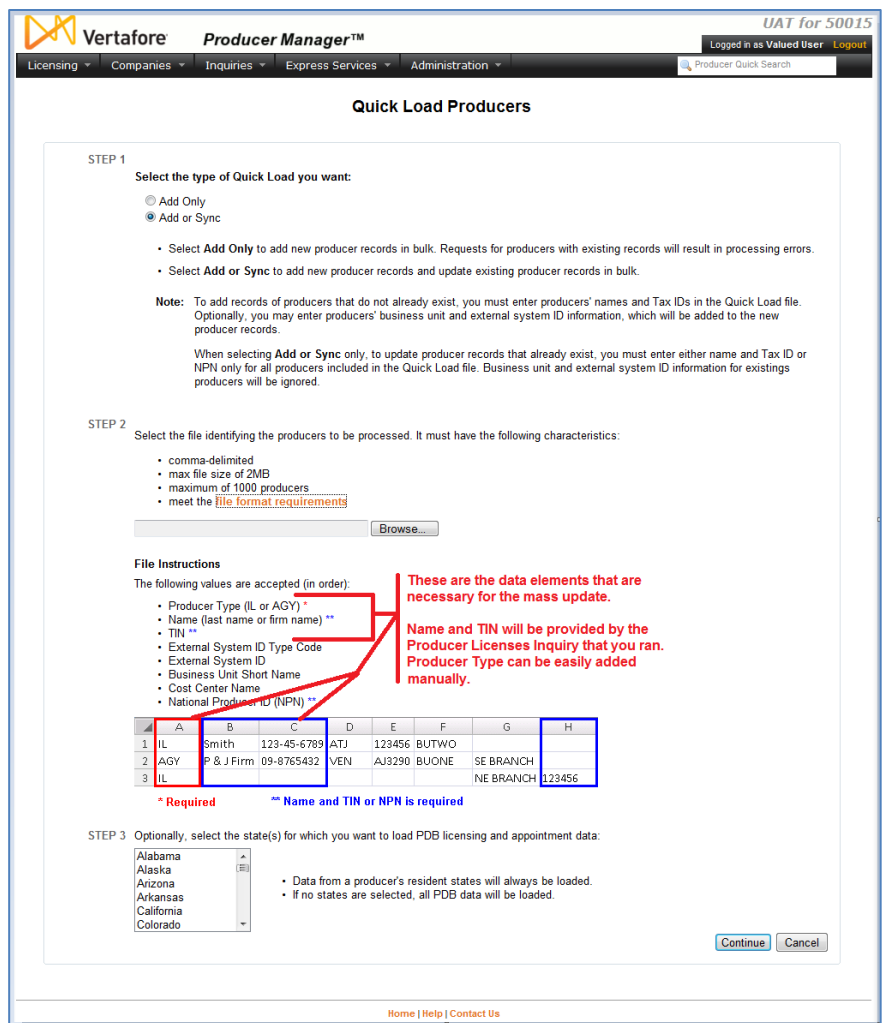 UAT for 50015
Vertafore Producer Manager™
Logged in as Valued User Logout
Licensing Companies Inquiries Express Services Administration
Producer Quick Search
Quick Load Producers
STEP 1
Select the type of Quick Load you want:
Add Only
Add or Sync
• Select Add Only to add new producer records in bulk. Requests for producers with existing records will result in processing errors.
• Select Add or Sync to add new producer records and update existing producer records in bulk.
Note: To add records of producers that do not already exist, you must enter producers' names and Tax IDs in the Quick Load file.
Optionally, you may enter producers' business unit and external system ID information, which will be added to the new
producer records.
When selecting Add or Sync only, to update producer records that already exist, you must enter either name and Tax ID or
NPN only for all producers included in the Quick Load file. Business unit and external system ID information for existings
producers will be ignored.
STEP 2
Select the file identifying the producers to be processed. It must have the following characteristics:
• comma-delimited
• max file size of 2MB
• maximum of 1000 producers
• meet the file format requirements
Browse...
File Instructions
The following values are accepted (in order):
• Producer Type (IL or AGY) *
• Name (last name or firm name) **
• TIN **
• External System ID Type Code
• External System ID
• Business Unit Short Name
• Cost Center Name
• National Producer ID (NPN) **
These are the data elements that are
necessary for the mass update.
Name and TIN will be provided by the
Producer Licenses Inquiry that you ran.
Producer Type can be easily added
manually.
A B C D E F G H
1 IL Smith 123-45-6789 ATJ 123456 BUTWO
2 AGY P & J Firm 09-8765432 VEN AJ3290 BUONE SE BRANCH
3 IL NE BRANCH 123456
* Required ** Name and TIN or NPN is required
STEP 3 Optionally, select the state(s) for which you want to load PDB licensing and appointment data:
Alabama
Alaska
Arizona
Arkansas
California
Colorado
• Data from a producer's resident states will always be loaded.
• If no states are selected, all PDB data will be loaded.
Continue Cancel
Home | Help | Contact Us